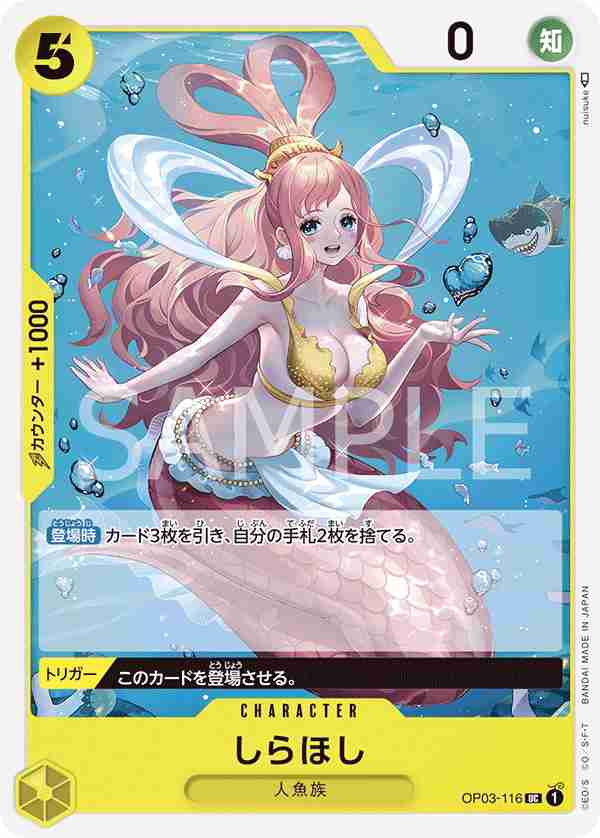 5
0
知
nuisuke
カウンター +1000
SAMPLE
登場時 カード3枚を引き、自分の手札2枚を捨てる。
トリガー このカードを登場させる。
CHARACTER
しらほし
人魚族
OP03-116 UC 1
©E.O/S ©O/S・F・T BANDAI MADE IN JAPAN